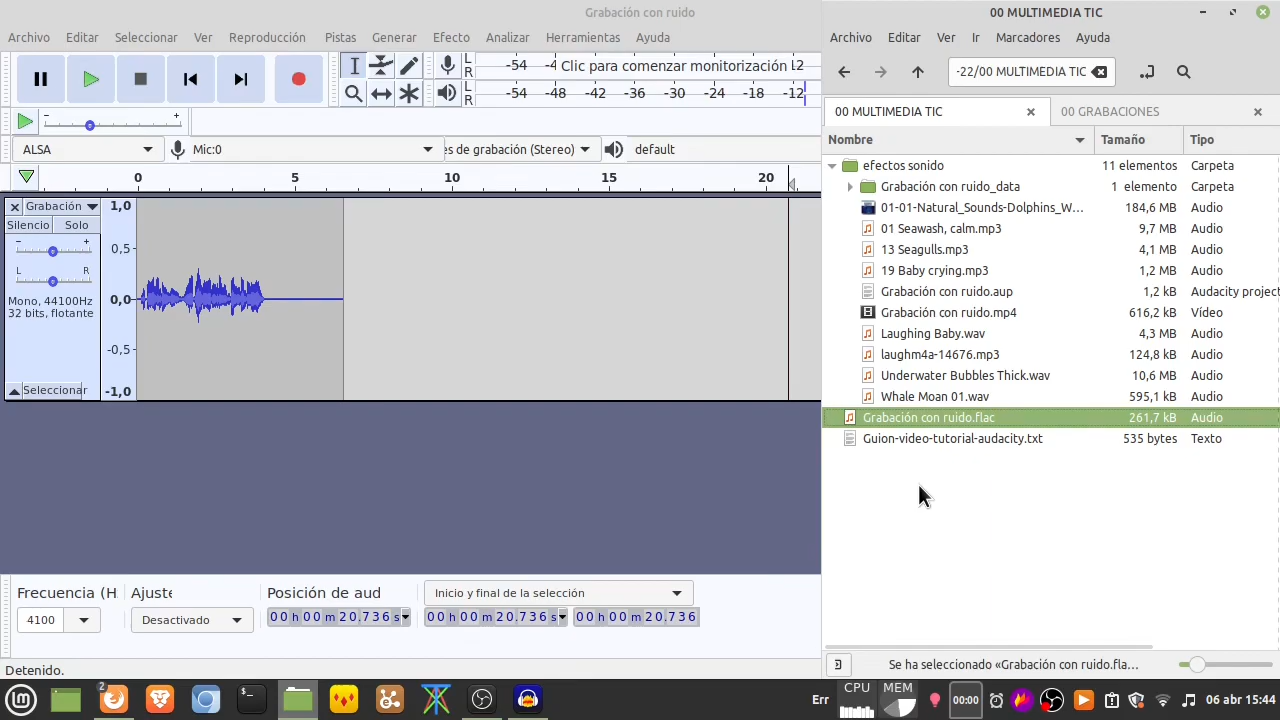 Grabación con ruido
Archivo Editar Seleccionar Ver Reproducción Pistas Generar Efecto Analizar Herramientas Ayuda
L
R
-54 -4 Clic para comenzar monitorización 12
L
R
-54 -48 -42 -36 -30 -24 -18 -12
- +
ALSA Mic:0 es de grabación (Stereo) default
0 5 10 15 20
Grabación
Silencio Solo
- +
L R
Mono, 44100Hz
32 bits, flotante
Seleccionar
1,0
0,5
0,0
-0,5
-1,0
Frecuencia (H Ajuste Posición de aud Inicio y final de la selección
4100 Desactivado 00h00m20.736s 00h00m20.736s 00h00m20.736
Detenido.
00 MULTIMEDIA TIC
Archivo Editar Ver Ir Marcadores Ayuda
-22/00 MULTIMEDIA TIC
00 MULTIMEDIA TIC 00 GRABACIONES
Nombre Tamaño Tipo
efectos sonido 11 elementos Carpeta
Grabación con ruido_data 1 elemento Carpeta
01-01-Natural_Sounds-Dolphins_W... 184,6 MB Audio
01 Seawash, calm.mp3 9,7 MB Audio
13 Seagulls.mp3 4,1 MB Audio
19 Baby crying.mp3 1,2 MB Audio
Grabación con ruido.aup 1,2 kB Audacity project
Grabación con ruido.mp4 616,2 kB Vídeo
Laughing Baby.wav 4,3 MB Audio
laughm4a-14676.mp3 124,8 kB Audio
Underwater Bubbles Thick.wav 10,6 MB Audio
Whale Moan 01.wav 595,1 kB Audio
Grabación con ruido.flac 261,7 kB Audio
Guion-video-tutorial-audacity.txt 535 bytes Texto
Se ha seleccionado «Grabación con ruido.fla...
2 Err CPU MEM 00:00 06 abr 15:44